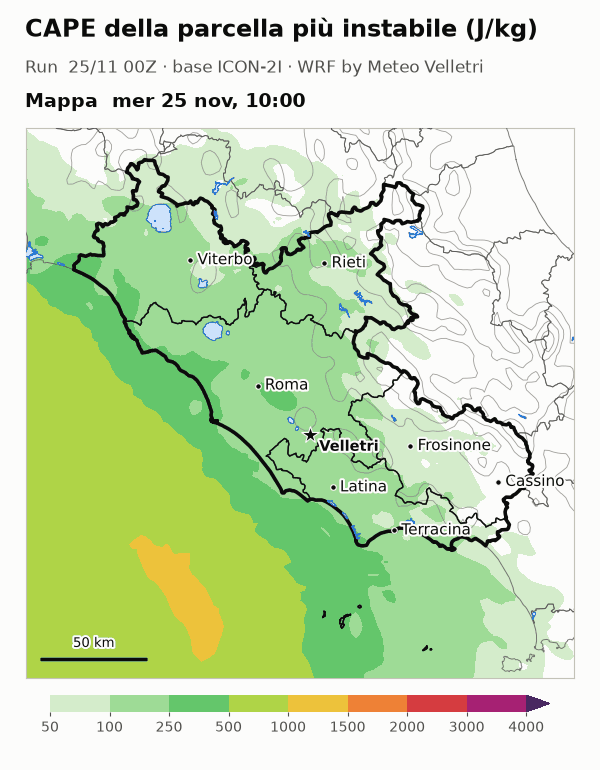 CAPE della parcella più instabile (J/kg)
Run  25/11 00Z · base ICON-2I · WRF by Meteo Velletri
Mappa  mer 25 nov, 10:00
Viterbo
Rieti
Roma
Velletri
Frosinone
Cassino
Latina
Terracina
50 km
50 100 250 500 1000 1500 2000 3000 4000